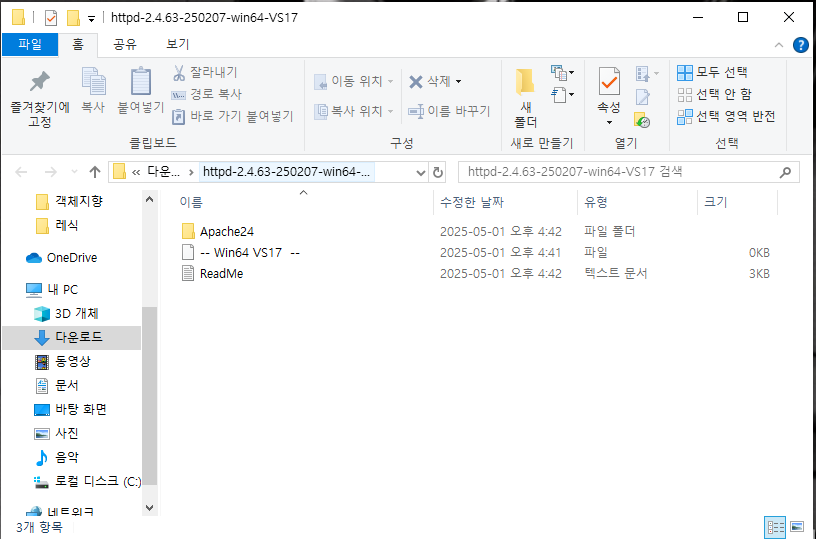 httpd-2.4.63-250207-win64-VS17
파일 홈 공유 보기
즐겨찾기에 고정
복사
붙여넣기
잘라내기
경로 복사
바로 가기 붙여넣기
클립보드
이동 위치
복사 위치
삭제
이름 바꾸기
구성
새 폴더
새로 만들기
속성
열기
모두 선택
선택 안 함
선택 영역 반전
선택
« 다운... › httpd-2.4.63-250207-win64-...
httpd-2.4.63-250207-win64-VS17 검색
객체지향
레식
OneDrive
내 PC
3D 개체
다운로드
동영상
문서
바탕 화면
사진
음악
로컬 디스크 (C:)
네트워크
이름 수정한 날짜 유형 크기
Apache24 2025-05-01 오후 4:42 파일 폴더
-- Win64 VS17 -- 2025-05-01 오후 4:41 파일 0KB
ReadMe 2025-05-01 오후 4:42 텍스트 문서 3KB
3개 항목